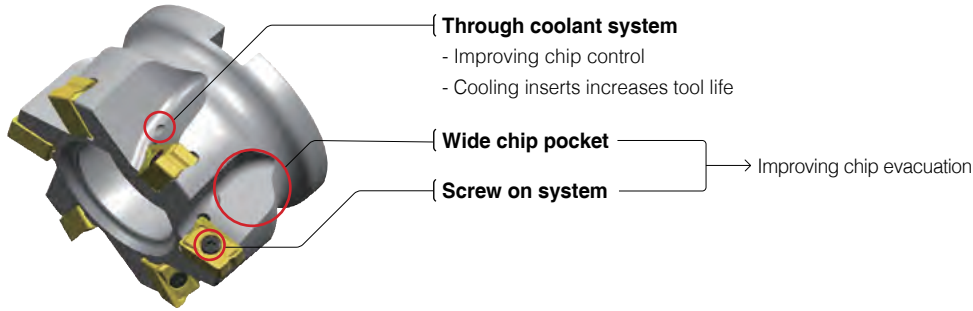 Through coolant system
- Improving chip control
- Cooling inserts increases tool life
Wide chip pocket
Improving chip evacuation
Screw on system